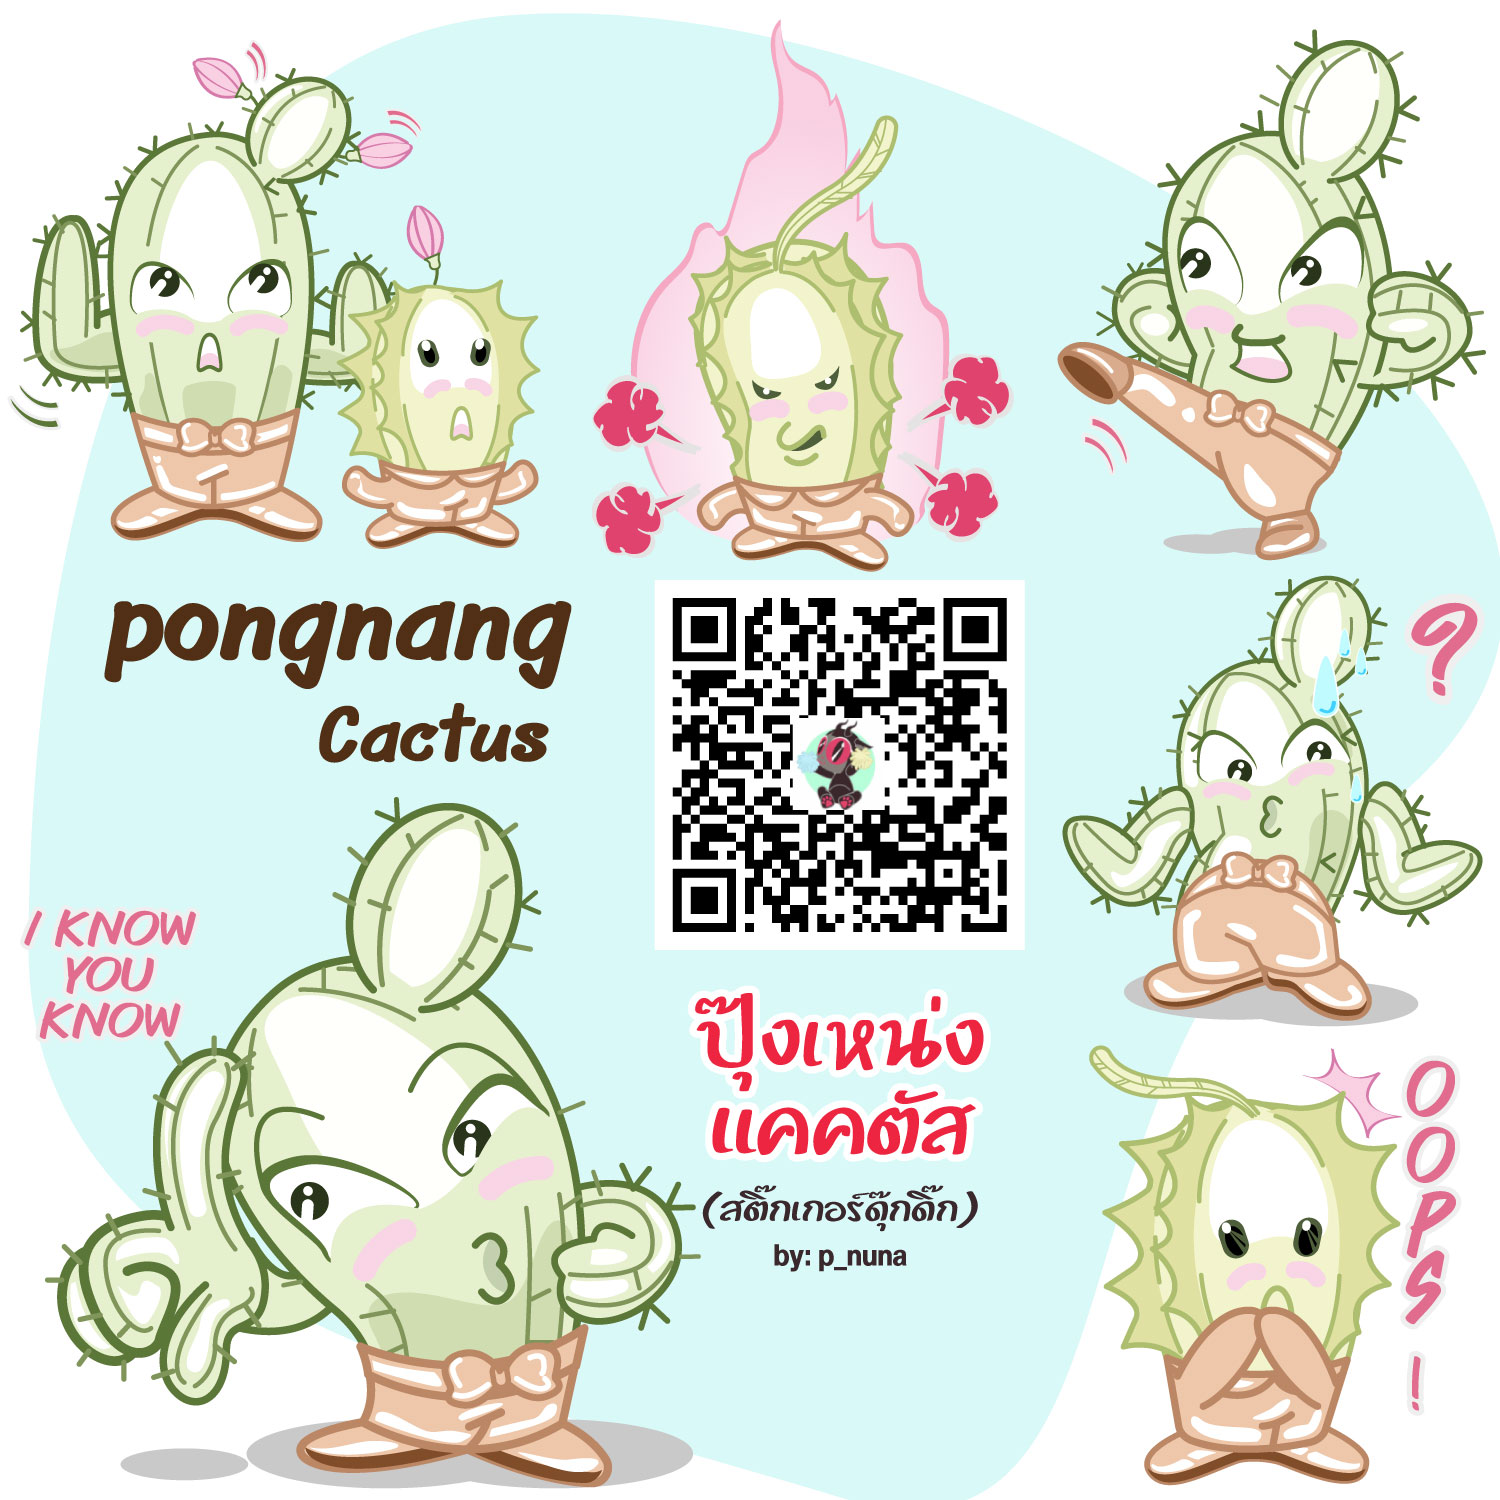 pongnang
Cactus
?
I KNOW
YOU
KNOW
ปุ๊งเหน่ง
แคคตัส
(สติ๊กเกอร์ดุ๊กดิ๊ก)
by: p_nuna
OOPS!